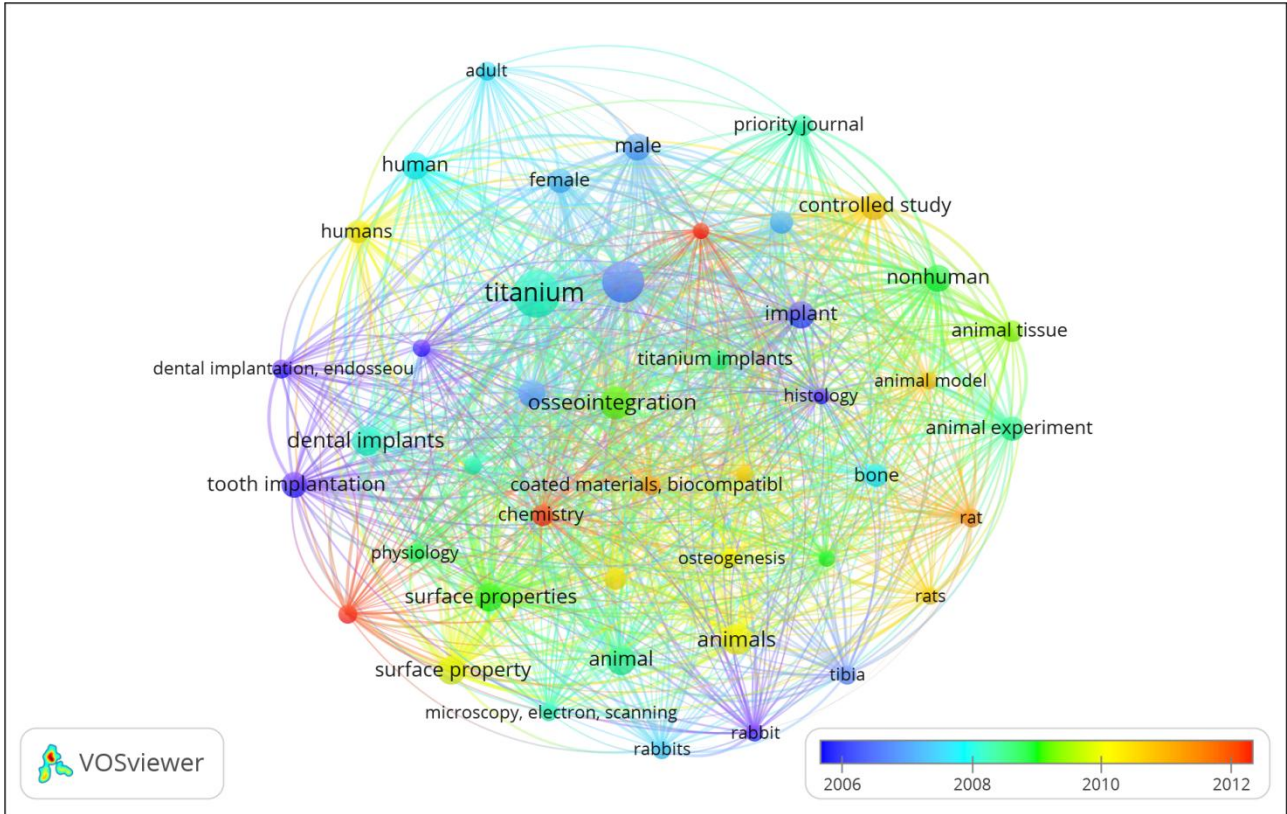 adult
priority journal
male
human
female
controlled study
humans
nonhuman
titanium
implant
animal tissue
titanium implants
dental implantation, endosseou
animal model
histology
osseointegration
animal experiment
dental implants
bone
tooth implantation
coated materials, biocompatibl
chemistry
rat
physiology
osteogenesis
surface properties
rats
animals
animal
surface property
tibia
microscopy, electron, scanning
rabbit
rabbits
VOSviewer
2006 2008 2010 2012